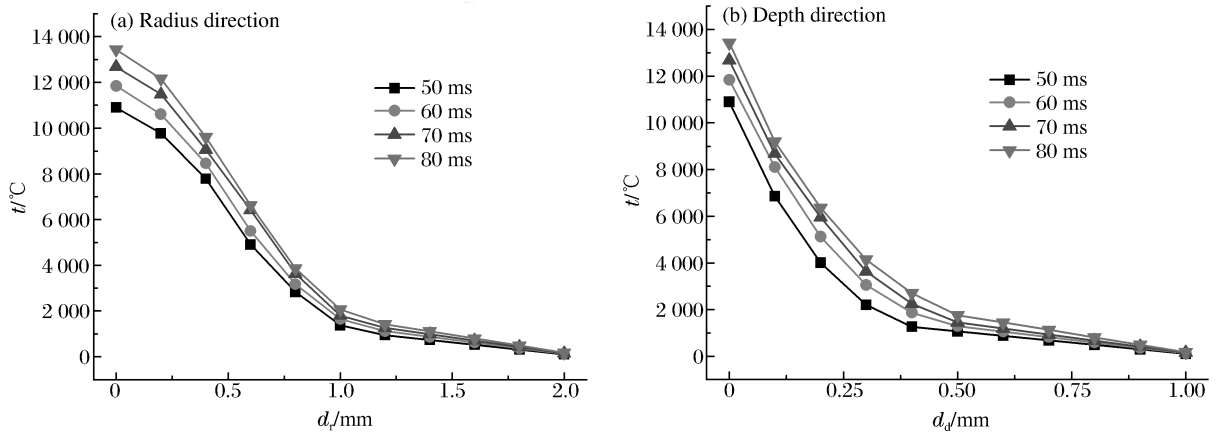 (a) Radius direction
14 000
12 000
10 000
8 000
6 000
4 000
2 000
0
t/℃
50 ms
60 ms
70 ms
80 ms
0 0.5 1.0 1.5 2.0
dr/mm
(b) Depth direction
14 000
12 000
10 000
8 000
6 000
4 000
2 000
0
t/℃
50 ms
60 ms
70 ms
80 ms
0 0.25 0.50 0.75 1.00
dd/mm